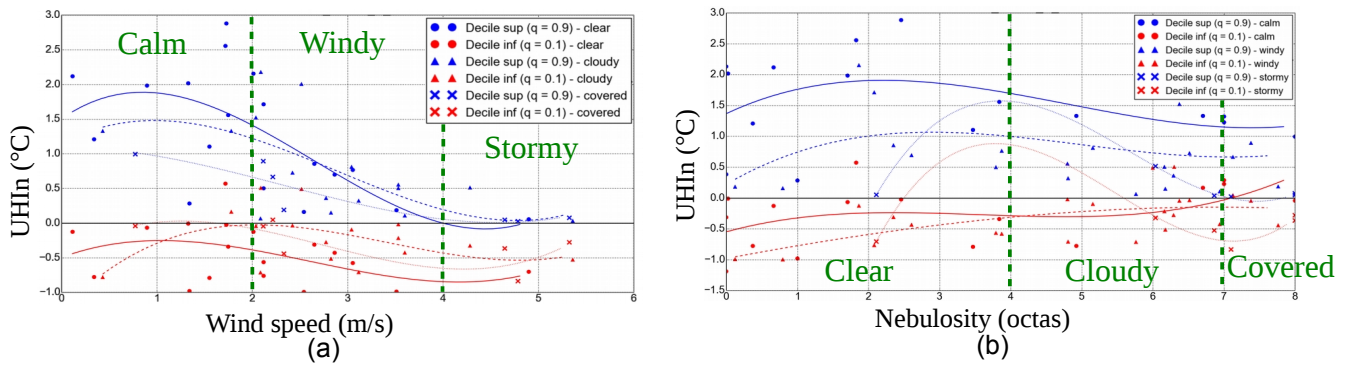 3.0
2.5
2.0
1.5
1.0
0.5
0.0
−0.5
−1.0
UHIn (°C)
0 1 2 3 4 5 6
Wind speed (m/s)
(a)
Calm
Windy
Stormy
Decile sup (q = 0.9) - clear
Decile inf (q = 0.1) - clear
Decile sup (q = 0.9) - cloudy
Decile inf (q = 0.1) - cloudy
Decile sup (q = 0.9) - covered
Decile inf (q = 0.1) - covered
3.0
2.5
2.0
1.5
1.0
0.5
0.0
−0.5
−1.0
−1.5
UHIn (°C)
0 1 2 3 4 5 6 7 8
Nebulosity (octas)
(b)
Clear
Cloudy
Covered
Decile sup (q = 0.9) - calm
Decile inf (q = 0.1) - calm
Decile sup (q = 0.9) - windy
Decile inf (q = 0.1) - windy
Decile sup (q = 0.9) - stormy
Decile inf (q = 0.1) - stormy